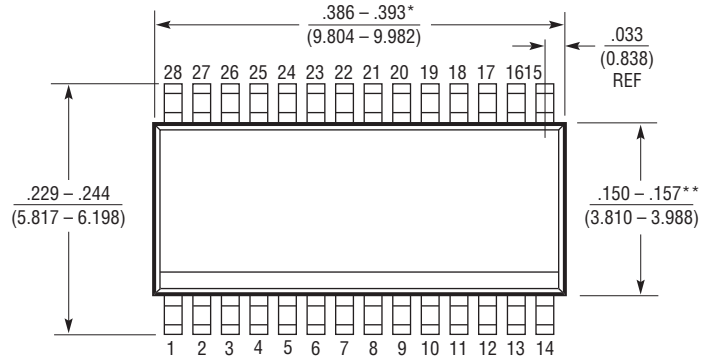 .386 – .393*
(9.804 – 9.982)
.033
(0.838)
REF
28 27 26 25 24 23 22 21 20 19 18 17 16 15
.229 – .244
(5.817 – 6.198)
.150 – .157**
(3.810 – 3.988)
1 2 3 4 5 6 7 8 9 10 11 12 13 14